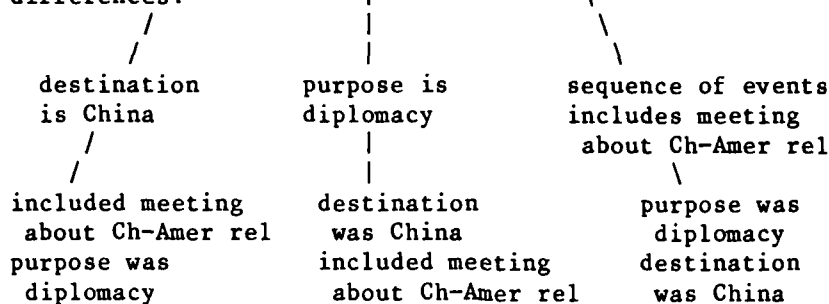 destination purpose is sequence of events
is China diplomacy includes meeting
about Ch-Amer rel
included meeting destination purpose was
about Ch-Amer rel was China diplomacy
purpose was included meeting destination
diplomacy about Ch-Amer rel was China